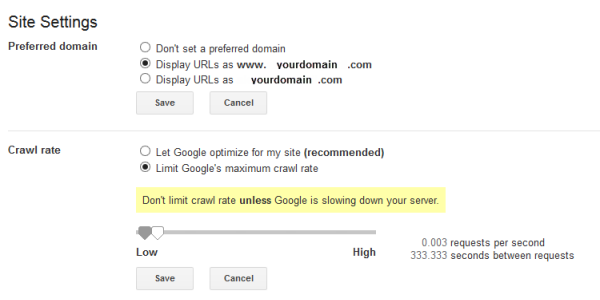 Site Settings
Preferred domain
Don't set a preferred domain
Display URLs as www. yourdomain .com
Display URLs as yourdomain .com
Save Cancel
Crawl rate
Let Google optimize for my site (recommended)
Limit Google's maximum crawl rate
Don't limit crawl rate unless Google is slowing down your server.
Low High
0.003 requests per second
333.333 seconds between requests
Save Cancel